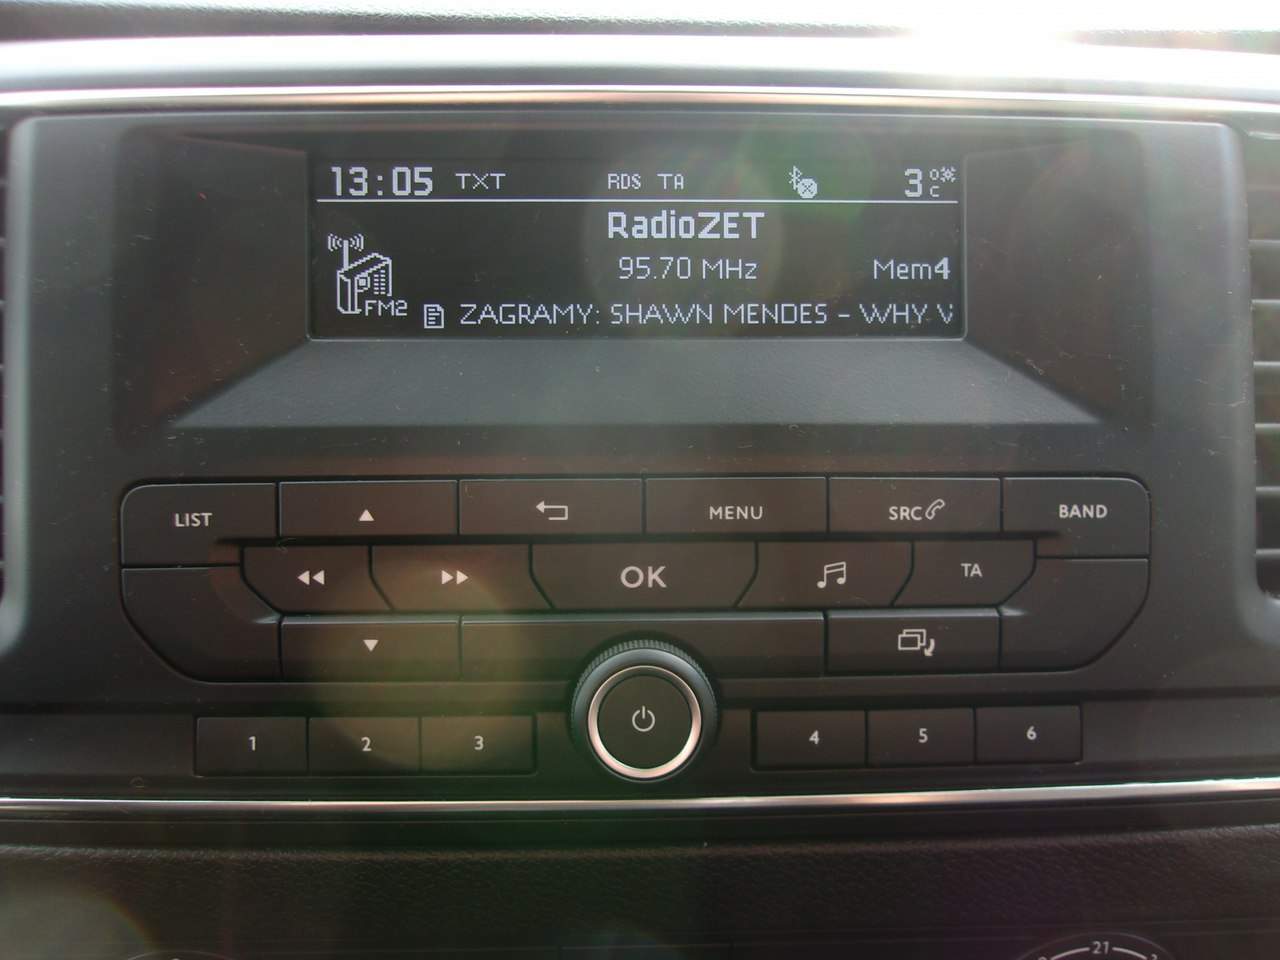 13:05 TXT RDS TA 3 °C
RadioZET
95.70 MHz Mem4
FM2 ZAGRAMY: SHAWN MENDES - WHY
LIST MENU SRC BAND
OK TA
1 2 3 4 5 6
21